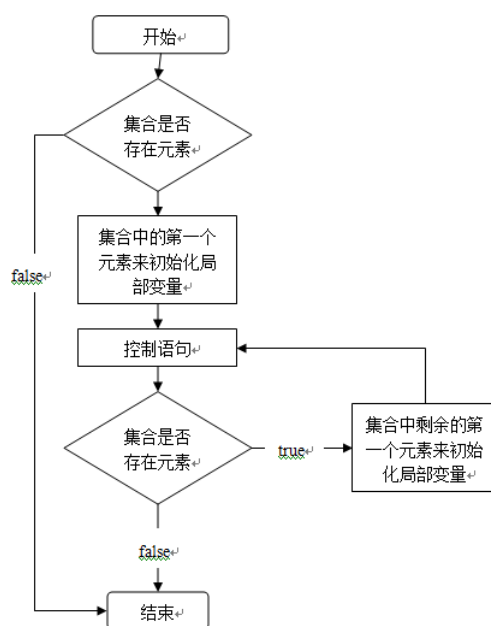 开始
集合是否
存在元素
集合中的第一个
元素来初始化局
部变量
false
控制语句
集合是否
存在元素
true
集合中剩余的第
一个元素来初始
化局部变量
false
结束